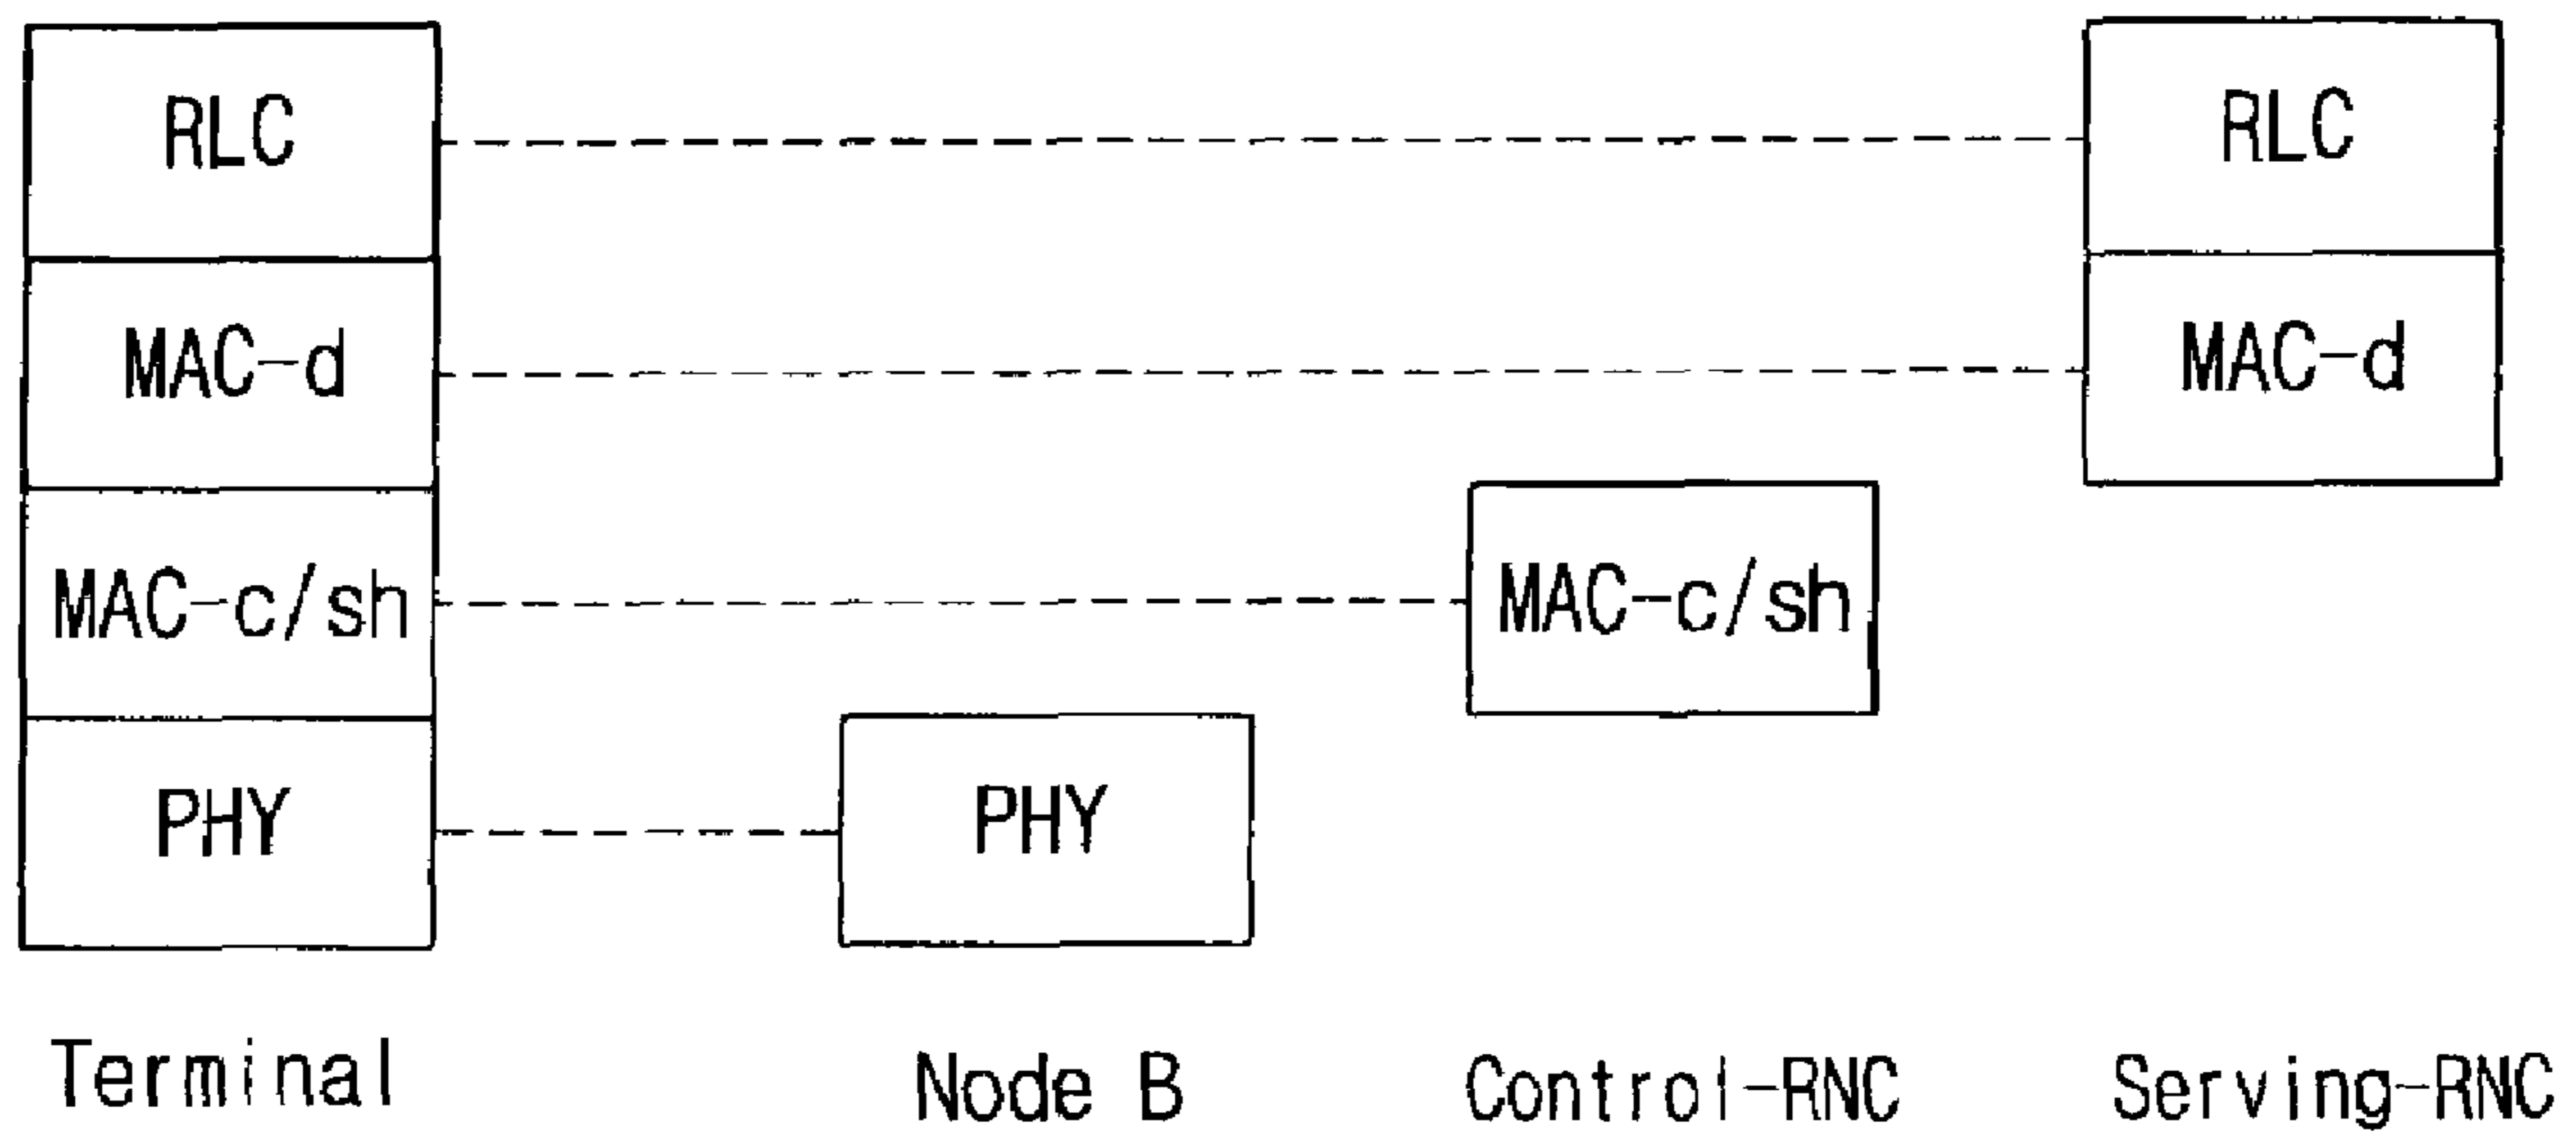 RLC RLC
MAC-d MAC-d
MAC-c/sh MAC-c/sh
PHY PHY
Terminal Node B Control-RNC Serving-RNC